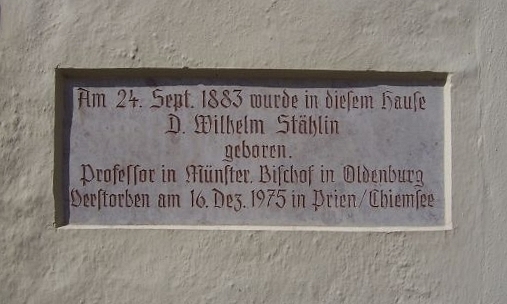 Am 24. Sept. 1883 wurde in dieſem Hauſe
D. Wilhelm Stählin
geboren.
Profeſſor in Münſter. Biſchof in Oldenburg
Verstorben am 16. Dez. 1975 in Prien/Chiemſee